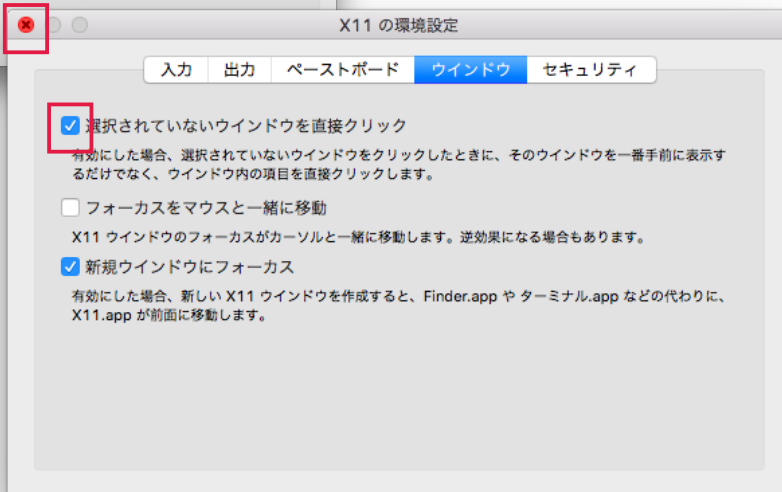 X11 の環境設定
入力 出力 ペーストボード ウインドウ セキュリティ
選択されていないウインドウを直接クリック
有効にした場合、選択されていないウインドウをクリックしたときに、そのウインドウを一番手前に表示す
るだけでなく、ウインドウ内の項目を直接クリックします。
フォーカスをマウスと一緒に移動
X11 ウインドウのフォーカスがカーソルと一緒に移動します。逆効果になる場合もあります。
新規ウインドウにフォーカス
有効にした場合、新しい X11 ウインドウを作成すると、Finder.app や ターミナル.app などの代わりに、
X11.app が前面に移動します。